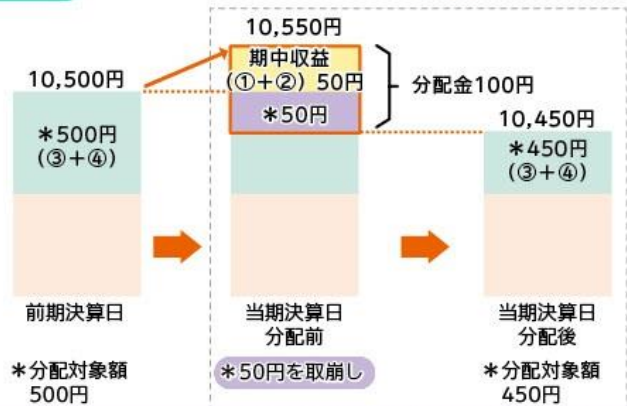 10,550円
期中収益
(①+②) 50円
*50円
分配金100円
10,500円
*500円
(③+④)
10,450円
*450円
(③+④)
前期決算日
当期決算日
分配前
当期決算日
分配後
*分配対象額
500円
*50円を取崩し
*分配対象額
450円